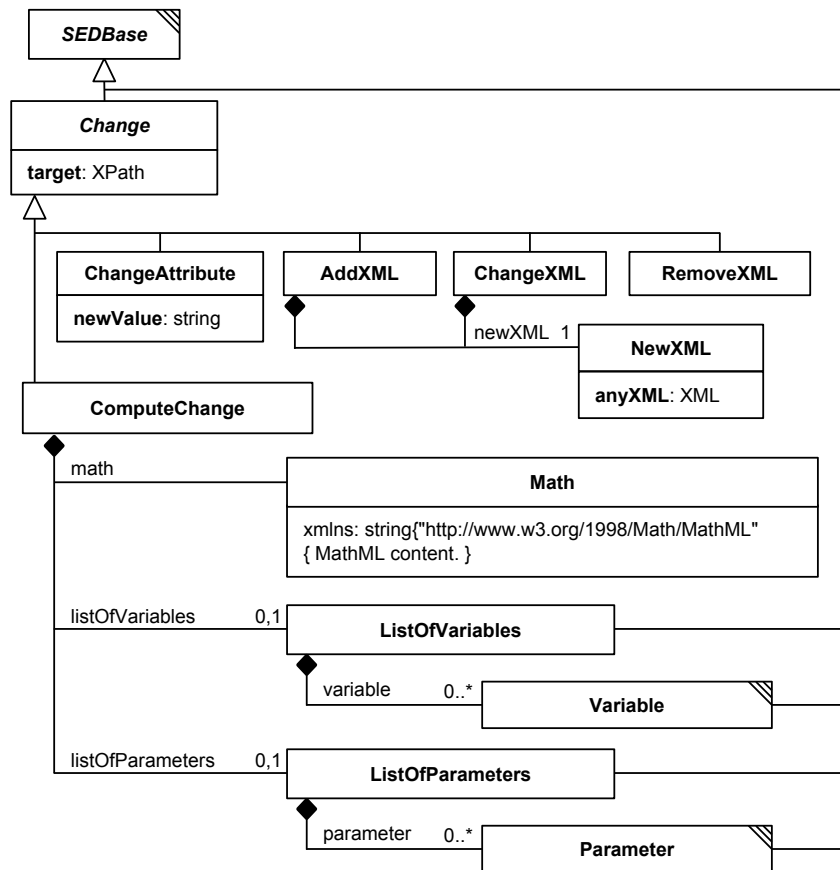 SEDBase
Change
target: XPath
ChangeAttribute
newValue: string
AddXML
ChangeXML
RemoveXML
newXML 1
NewXML
anyXML: XML
ComputeChange
math
Math
xmlns: string{"http://www.w3.org/1998/Math/MathML"
{ MathML content. }
listOfVariables 0,1
ListOfVariables
variable 0..*
Variable
listOfParameters 0,1
ListOfParameters
parameter 0..*
Parameter